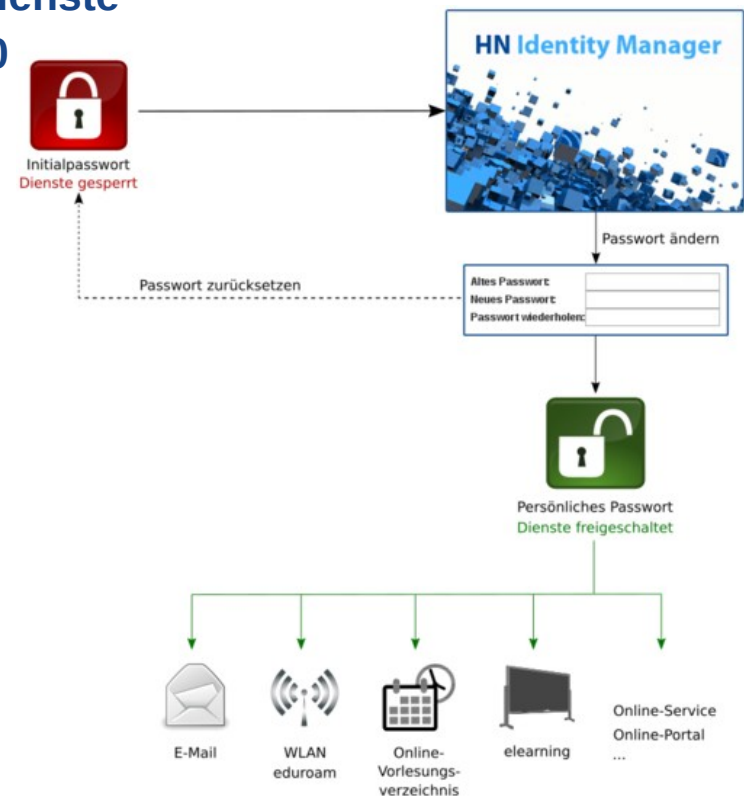 HN Identity Manager
Initialpasswort
Dienste gesperrt
Passwort ändern
Passwort zurücksetzen
Altes Passwort:
Neues Passwort:
Passwort wiederholen:
Persönliches Passwort
Dienste freigeschaltet
E-Mail
WLAN
eduroam
Online-
Vorlesungs-
verzeichnis
elearning
Online-Service
Online-Portal
...